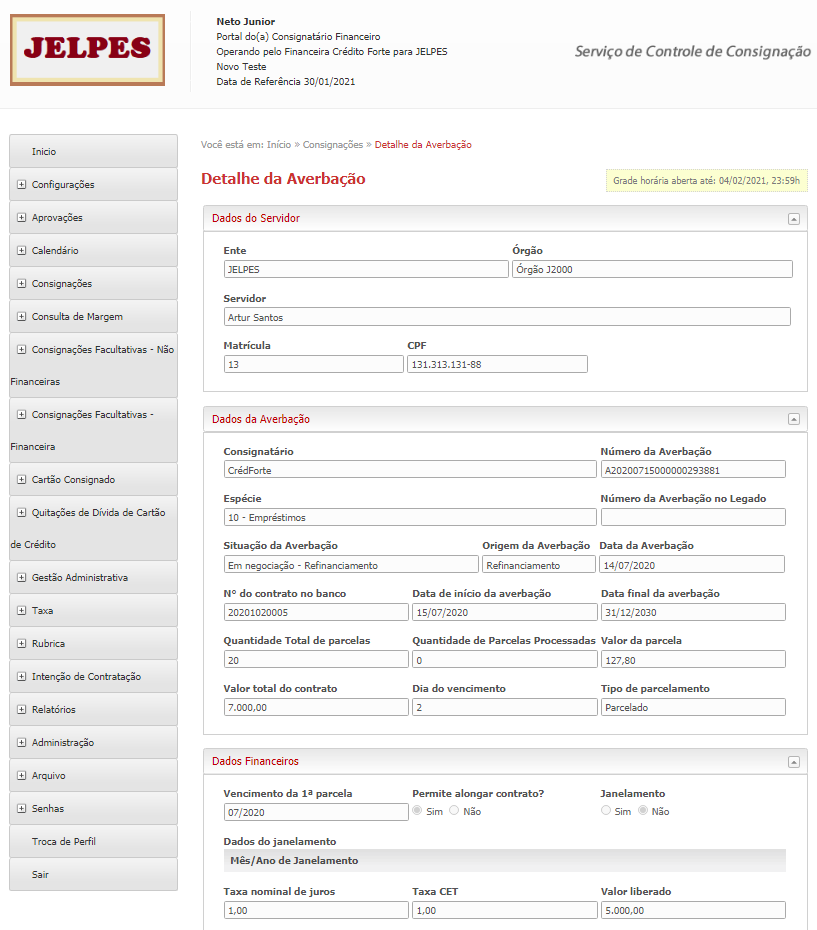 JELPES
Neto Junior
Portal do(a) Consignatário Financeiro
Operando pelo Financeira Crédito Forte para JELPES
Novo Teste
Data de Referência 30/01/2021
Serviço de Controle de Consignação
Inicio
Configurações
Aprovações
Calendário
Consignações
Consulta de Margem
Consignações Facultativas - Não
Financeiras
Consignações Facultativas -
Financeira
Cartão Consignado
Quitações de Dívida de Cartão
de Crédito
Gestão Administrativa
Taxa
Rubrica
Intenção de Contratação
Relatórios
Administração
Arquivo
Senhas
Troca de Perfil
Sair
Você está em: Início » Consignações » Detalhe da Averbação
Detalhe da Averbação
Grade horária aberta até: 04/02/2021, 23:59h
Dados do Servidor
Ente Órgão
JELPES Órgão J2000
Servidor
Artur Santos
Matrícula CPF
13 131.313.131-88
Dados da Averbação
Consignatário Número da Averbação
CrédForte A20200715000000293881
Espécie Número da Averbação no Legado
10 - Empréstimos
Situação da Averbação Origem da Averbação Data da Averbação
Em negociação - Refinanciamento Refinanciamento 14/07/2020
N° do contrato no banco Data de início da averbação Data final da averbação
20201020005 15/07/2020 31/12/2030
Quantidade Total de parcelas Quantidade de Parcelas Processadas Valor da parcela
20 0 127,80
Valor total do contrato Dia do vencimento Tipo de parcelamento
7.000,00 2 Parcelado
Dados Financeiros
Vencimento da 1ª parcela Permite alongar contrato? Janelamento
07/2020 Sim Não Sim Não
Dados do janelamento
Mês/Ano de Janelamento
Taxa nominal de juros Taxa CET Valor liberado
1,00 1,00 5.000,00